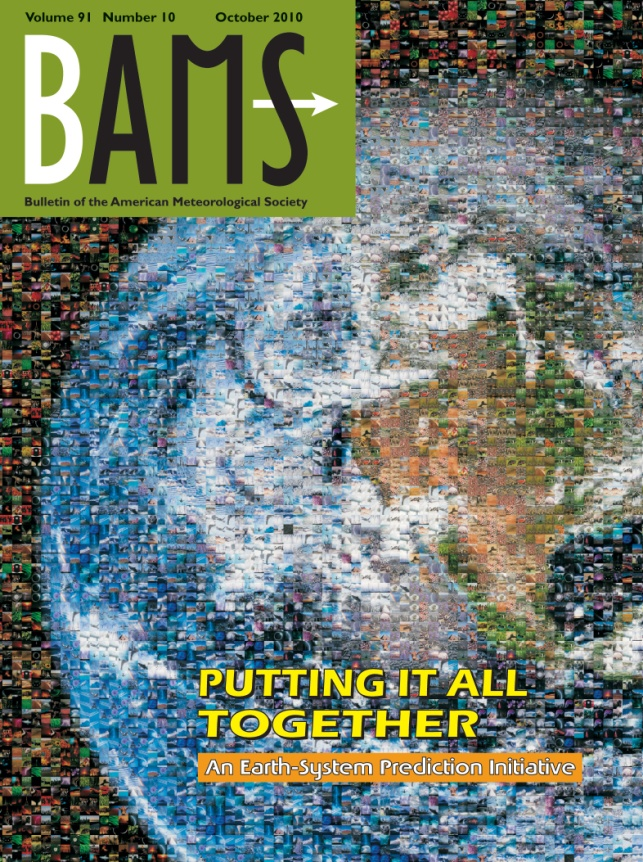 Volume 91 Number 10 October 2010
BAMS
Bulletin of the American Meteorological Society
PUTTING IT ALL
TOGETHER
An Earth-System Prediction Initiative